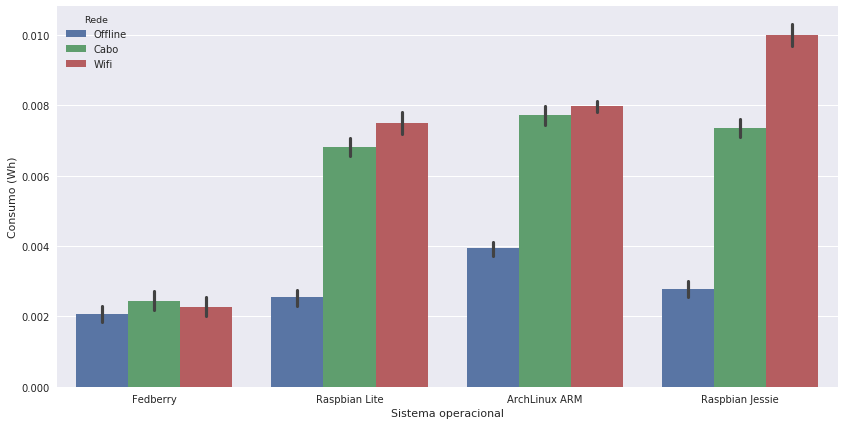 Rede
Offline
Cabo
Wifi
0.010
0.008
0.006
0.004
0.002
0.000
Consumo (Wh)
Fedberry
Raspbian Lite
ArchLinux ARM
Raspbian Jessie
Sistema operacional